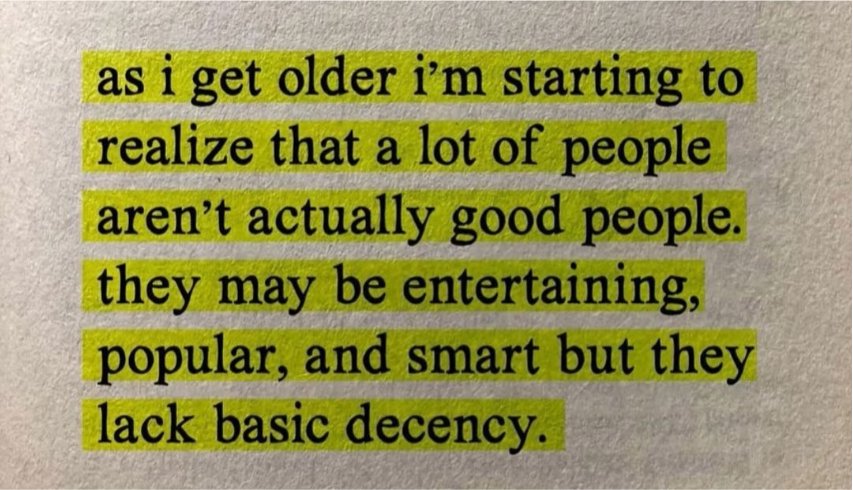 as i get older i’m starting to
realize that a lot of people
aren’t actually good people.
they may be entertaining,
popular, and smart but they
lack basic decency.